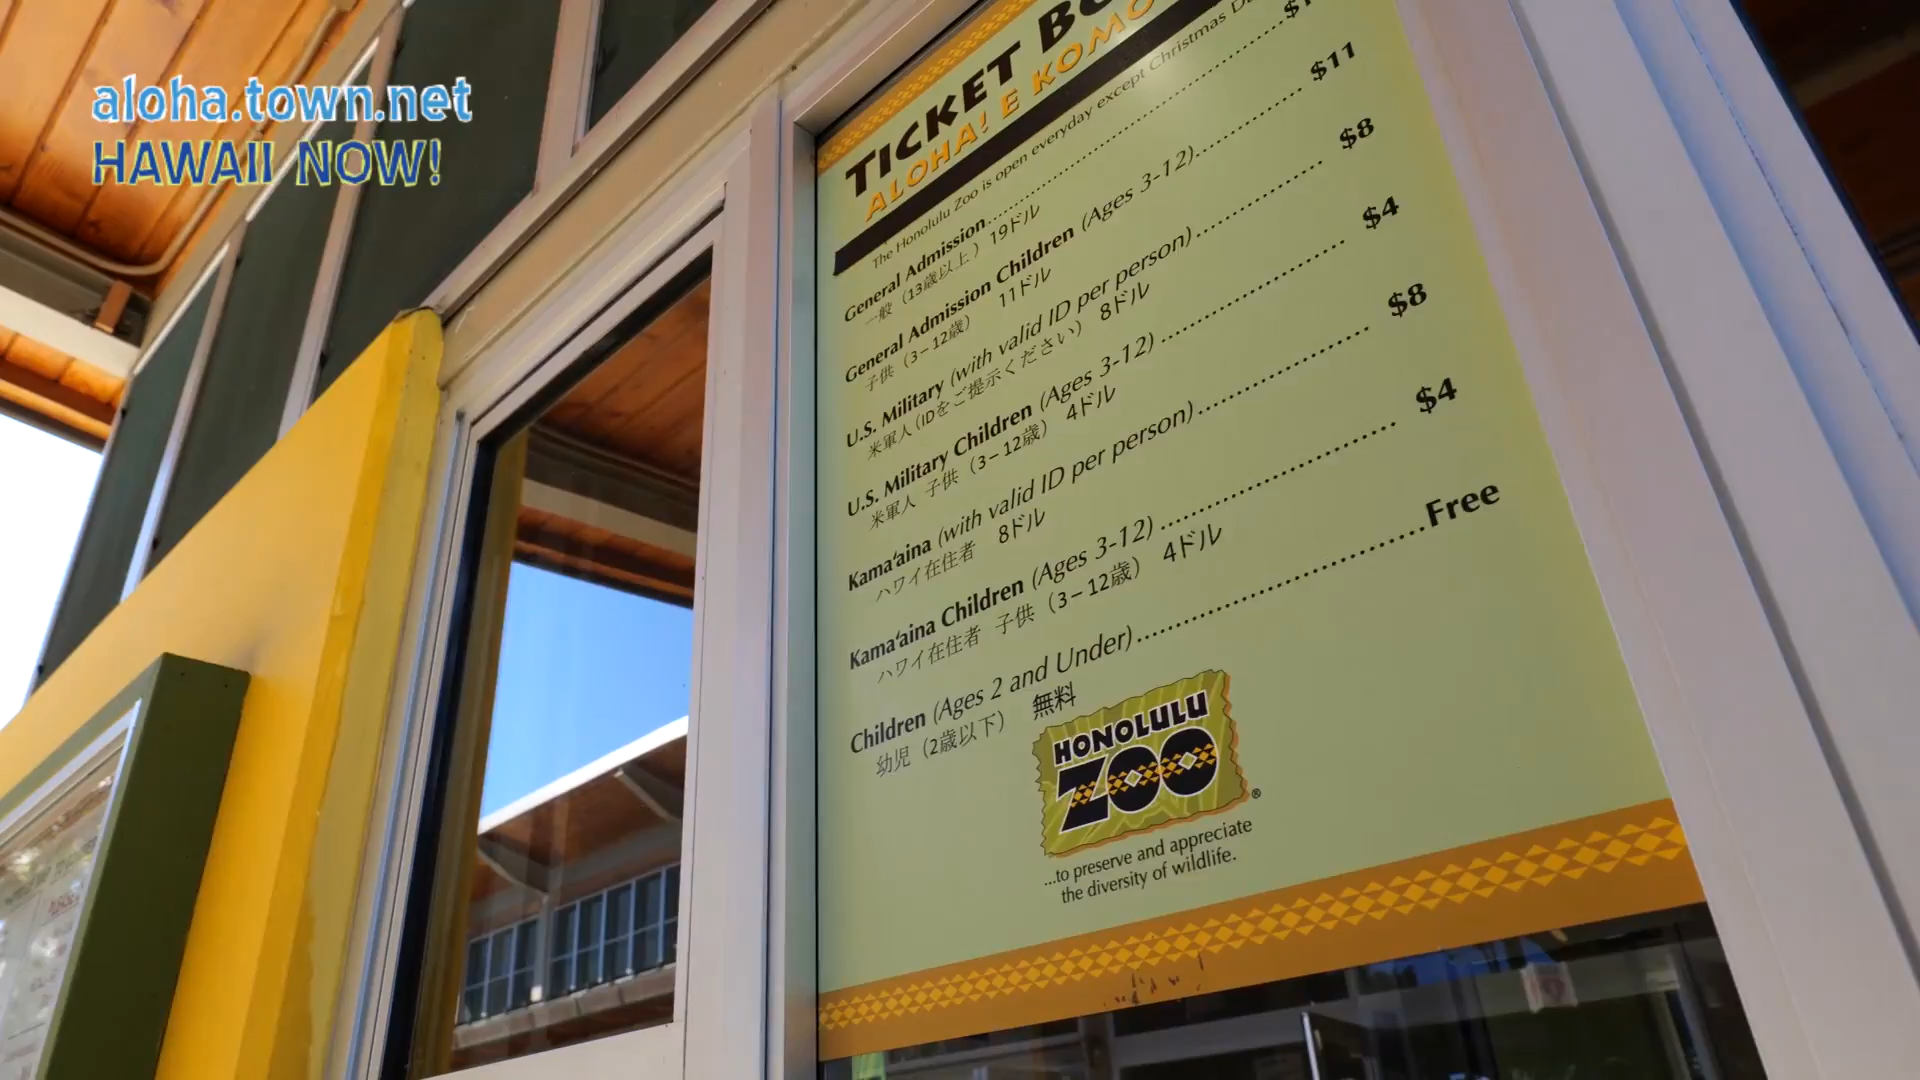 aloha.town.net
HAWAII NOW!
TICKET
ALOHA! E KOMO
The Honolulu Zoo is open everyday except Christmas
General Admission
一般 (13歳以上) 19ドル
General Admission Children (Ages 3-12) $11
子供 (3−12歳) 11ドル
U.S. Military (with valid ID per person) $8
米軍人 (IDをご提示ください) 8ドル
U.S. Military Children (Ages 3-12) $4
米軍人 子供 (3−12歳) 4ドル
Kama'aina (with valid ID per person) $8
ハワイ在住者 8ドル
Kama'aina Children (Ages 3-12) $4
ハワイ在住者 子供 (3−12歳) 4ドル
Children (Ages 2 and Under) Free
幼児 (2歳以下) 無料
HONOLULU
ZOO®
...to preserve and appreciate
the diversity of wildlife.